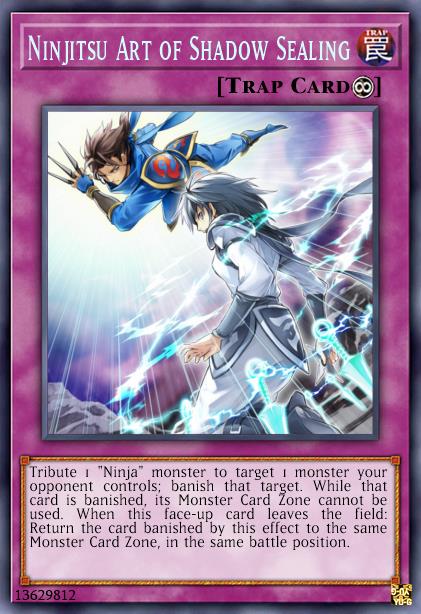 Ninjitsu Art of Shadow Sealing
TRAP
罠
[Trap Card]
Tribute 1 "Ninja" monster to target 1 monster your
opponent controls; banish that target. While that
card is banished, its Monster Card Zone cannot be
used. When this face-up card leaves the field:
Return the card banished by this effect to the same
Monster Card Zone, in the same battle position.
13629812